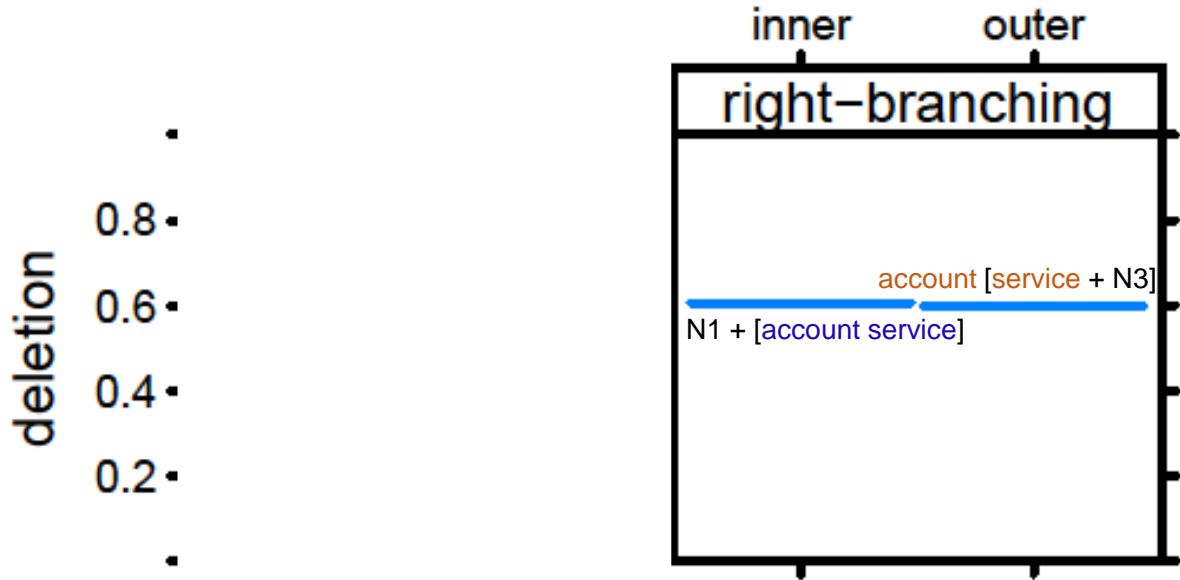 inner outer
right−branching
deletion
0.8
0.6
0.4
0.2
account [service + N3]
N1 + [account service]